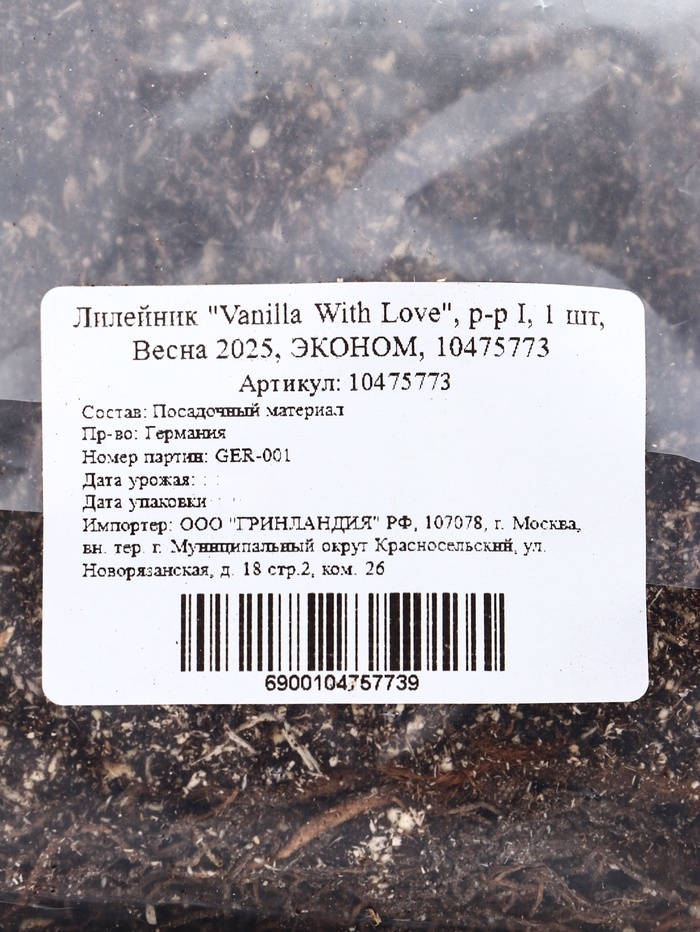 Лилейник "Vanilla With Love", р-р I, 1 шт,
Весна 2025, ЭКОНОМ, 10475773
Артикул: 10475773
Состав: Посадочный материал
Пр-во: Германия
Номер партии: GER-001
Дата урожая:
Дата упаковки
Импортер: ООО "ГРИНЛАНДИЯ" РФ, 107078, г. Москва,
вн. тер. г. Муниципальный округ Красносельский, ул.
Новорязанская, д. 18 стр.2, ком. 26
6900104757739